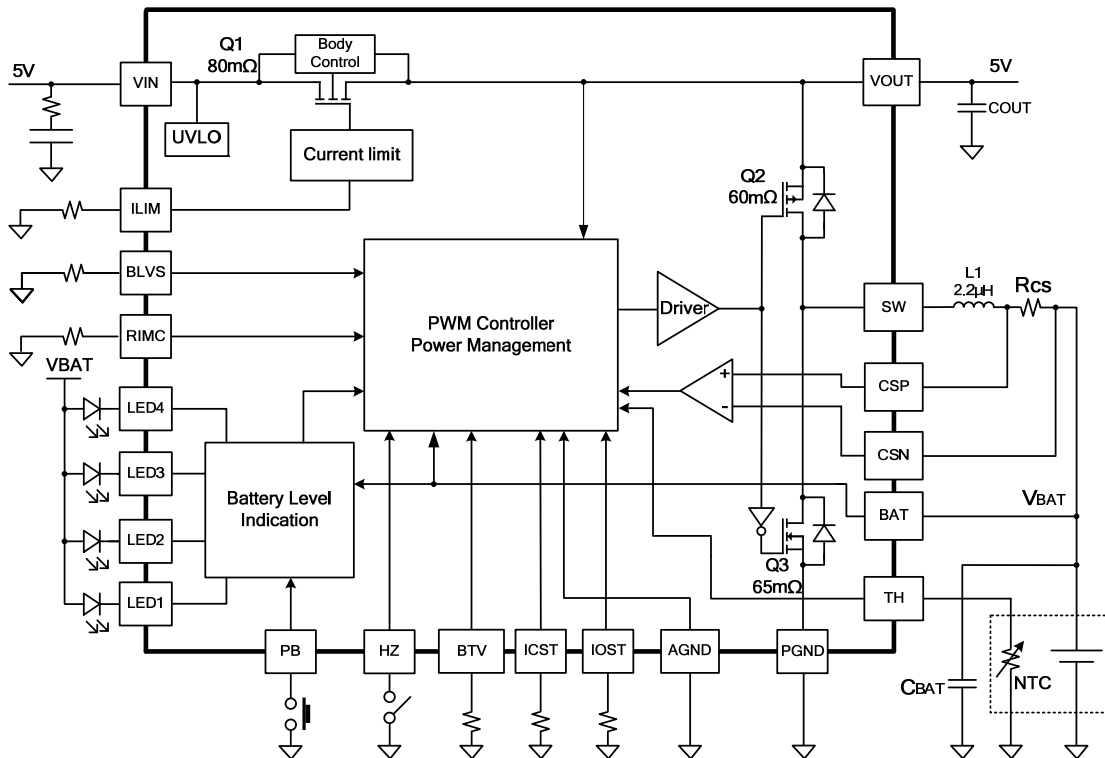 Q1
80mΩ
Body
Control
5V
VIN
VOUT
5V
COUT
UVLO
Current limit
Q2
60mΩ
ILIM
BLVS
RIMC
PWM Controller
Power Management
Driver
SW
L1
2.2µH
Rcs
VBAT
LED4
LED3
LED2
LED1
Battery Level
Indication
+
-
CSP
CSN
BAT
VBAT
Q3
65mΩ
TH
PB
HZ
BTV
ICST
IOST
AGND
PGND
CBAT
NTC